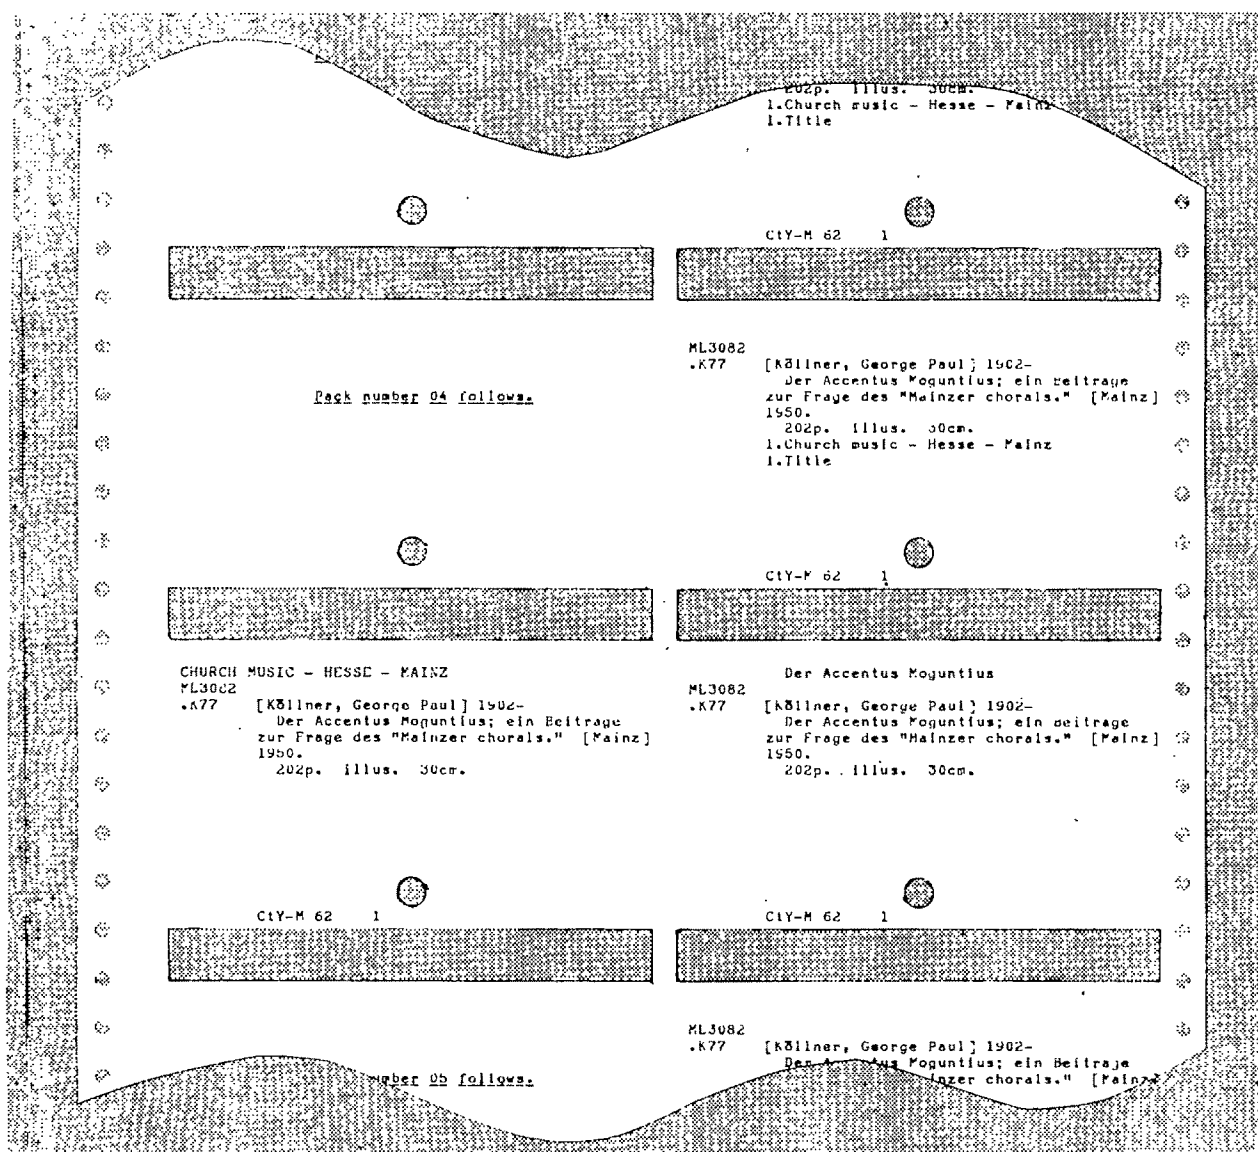 202p. illus. 30cm.
1.Church music - Hesse - Mainz
I.Title
CtY-M 62 1
Pack number 04 follows.
ML3082
.K77 [Köllner, George Paul] 1902-
Der Accentus Moguntius; ein Beitrage
zur Frage des "Mainzer chorals." [Mainz]
1950.
202p. illus. 30cm.
1.Church music - Hesse - Mainz
I.Title
CtY-M 62 1
CHURCH MUSIC - HESSE - MAINZ
ML3082
.K77 [Köllner, George Paul] 1902-
Der Accentus Moguntius; ein Beitrage
zur Frage des "Mainzer chorals." [Mainz]
1950.
202p. illus. 30cm.
Der Accentus Moguntius
ML3082
.K77 [Köllner, George Paul] 1902-
Der Accentus Moguntius; ein Beitrage
zur Frage des "Mainzer chorals." [Mainz]
1950.
202p. illus. 30cm.
CtY-M 62 1
CtY-M 62 1
05 follows.
ML3082
.K77 [Köllner, George Paul] 1902-
Der Moguntius; ein Beitrage
chorals."